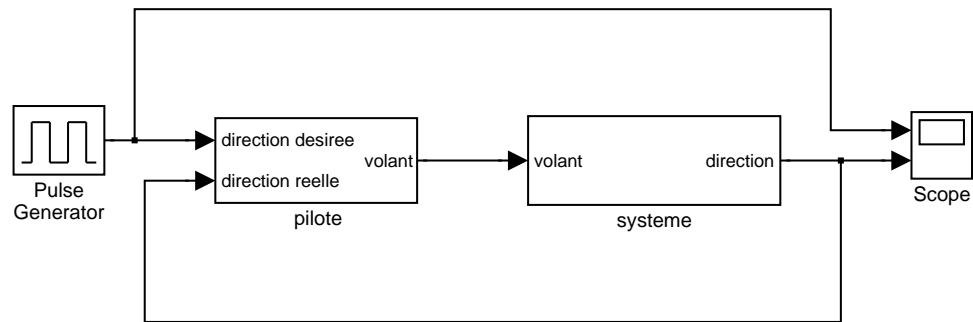 Pulse
Generator
direction desiree
direction reelle
volant
pilote
volant
direction
systeme
Scope